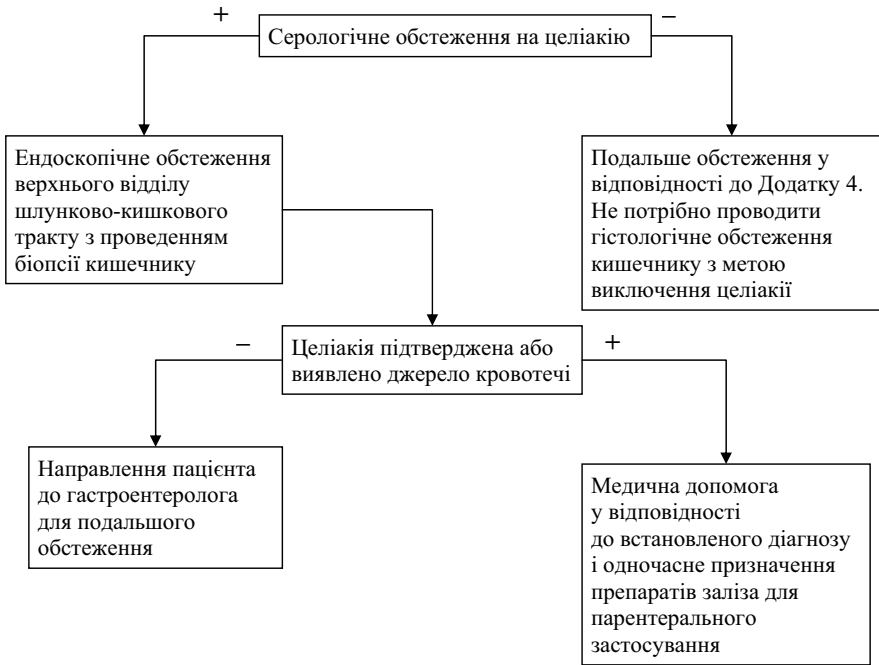 +
Серологічне обстеження на целіакію
–
Ендоскопічне обстеження
верхнього відділу
шлунково-кишкового
тракту з проведенням
біопсії кишечнику
Подальше обстеження у
відповідності до Додатку 4.
Не потрібно проводити
гістологічне обстеження
кишечнику з метою
виключення целіакії
–
Целіакія підтверджена або
виявлено джерело кровотечі
+
Направлення пацієнта
до гастроентеролога
для подальшого
обстеження
Медична допомога
у відповідності
до встановленого діагнозу
і одночасне призначення
препаратів заліза для
парентерального
застосування